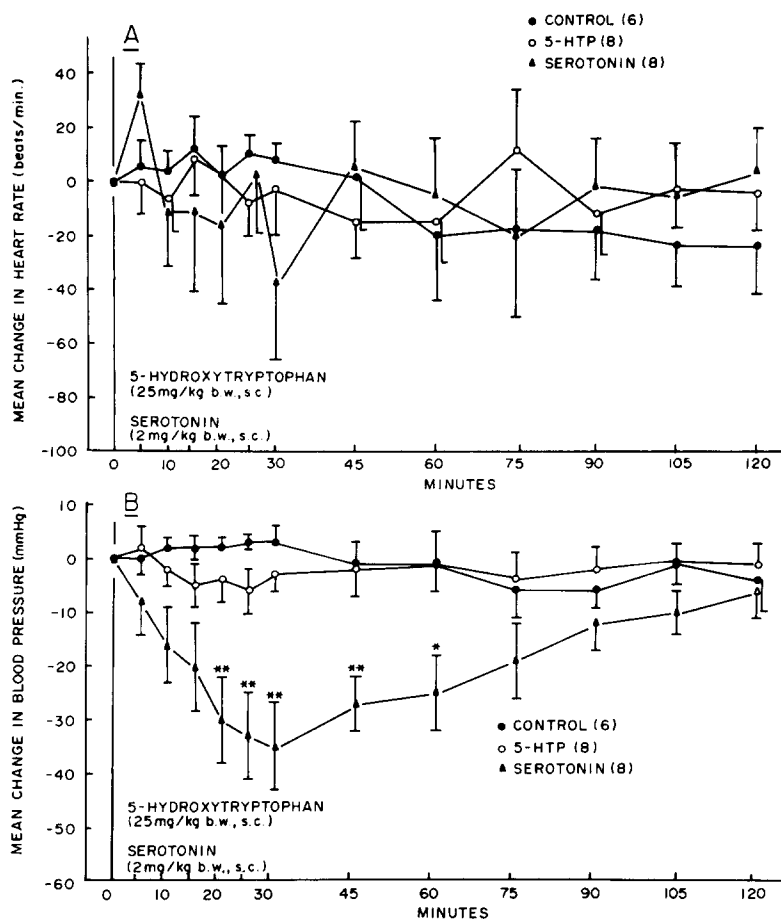 A
CONTROL (6)
5-HTP (8)
SEROTONIN (8)
MEAN CHANGE IN HEART RATE (beats/min.)
40
20
0
-20
-40
-60
-80
-100
5-HYDROXYTRYPTOPHAN
(25mg/kg b.w., s.c.)
SEROTONIN
(2mg/kg b.w., s.c.)
0 10 20 30 45 60 75 90 105 120
MINUTES
B
MEAN CHANGE IN BLOOD PRESSURE (mmHg)
10
0
-10
-20
-30
-40
-50
-60
** ** ** ** *
CONTROL (6)
5-HTP (8)
SEROTONIN (8)
5-HYDROXYTRYPTOPHAN
(25mg/kg b.w., s.c.)
SEROTONIN
(2mg/kg b.w., s.c.)
0 10 20 30 45 60 75 90 105 120
MINUTES